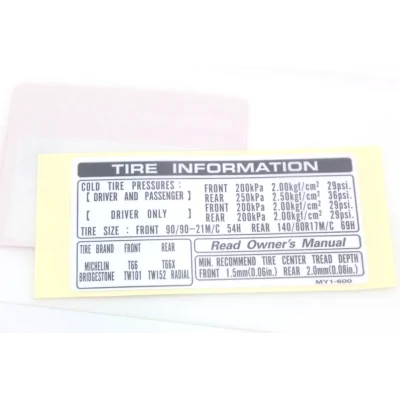 TIRE INFORMATION
COLD TIRE PRESSURES : FRONT 200kPa 2.00kgf/cm² 29psi.
[ DRIVER AND PASSENGER ] REAR 250kPa 2.50kgf/cm² 36psi.
[ DRIVER ONLY ] FRONT 200kPa 2.00kgf/cm² 29psi.
REAR 200kPa 2.00kgf/cm² 29psi.
TIRE SIZE : FRONT 90/90-21M/C 54H REAR 140/80R17M/C 69H
TIRE BRAND FRONT REAR
MICHELIN T66 T66X
BRIDGESTONE TW101 TW152 RADIAL
Read Owner's Manual
MIN. RECOMMEND TIRE CENTER TREAD DEPTH
FRONT 1.5mm(0.06in.) REAR 2.0mm(0.08in.)
MY1-600